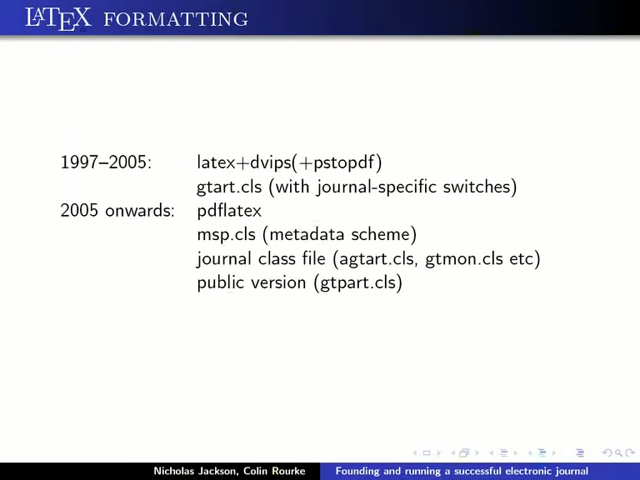 LATEX FORMATTING
1997–2005: latex+dvips(+pstopdf)
gtart.cls (with journal-specific switches)
2005 onwards: pdflatex
msp.cls (metadata scheme)
journal class file (agtart.cls, gtmon.cls etc)
public version (gtpart.cls)
Nicholas Jackson, Colin Rourke Founding and running a successful electronic journal